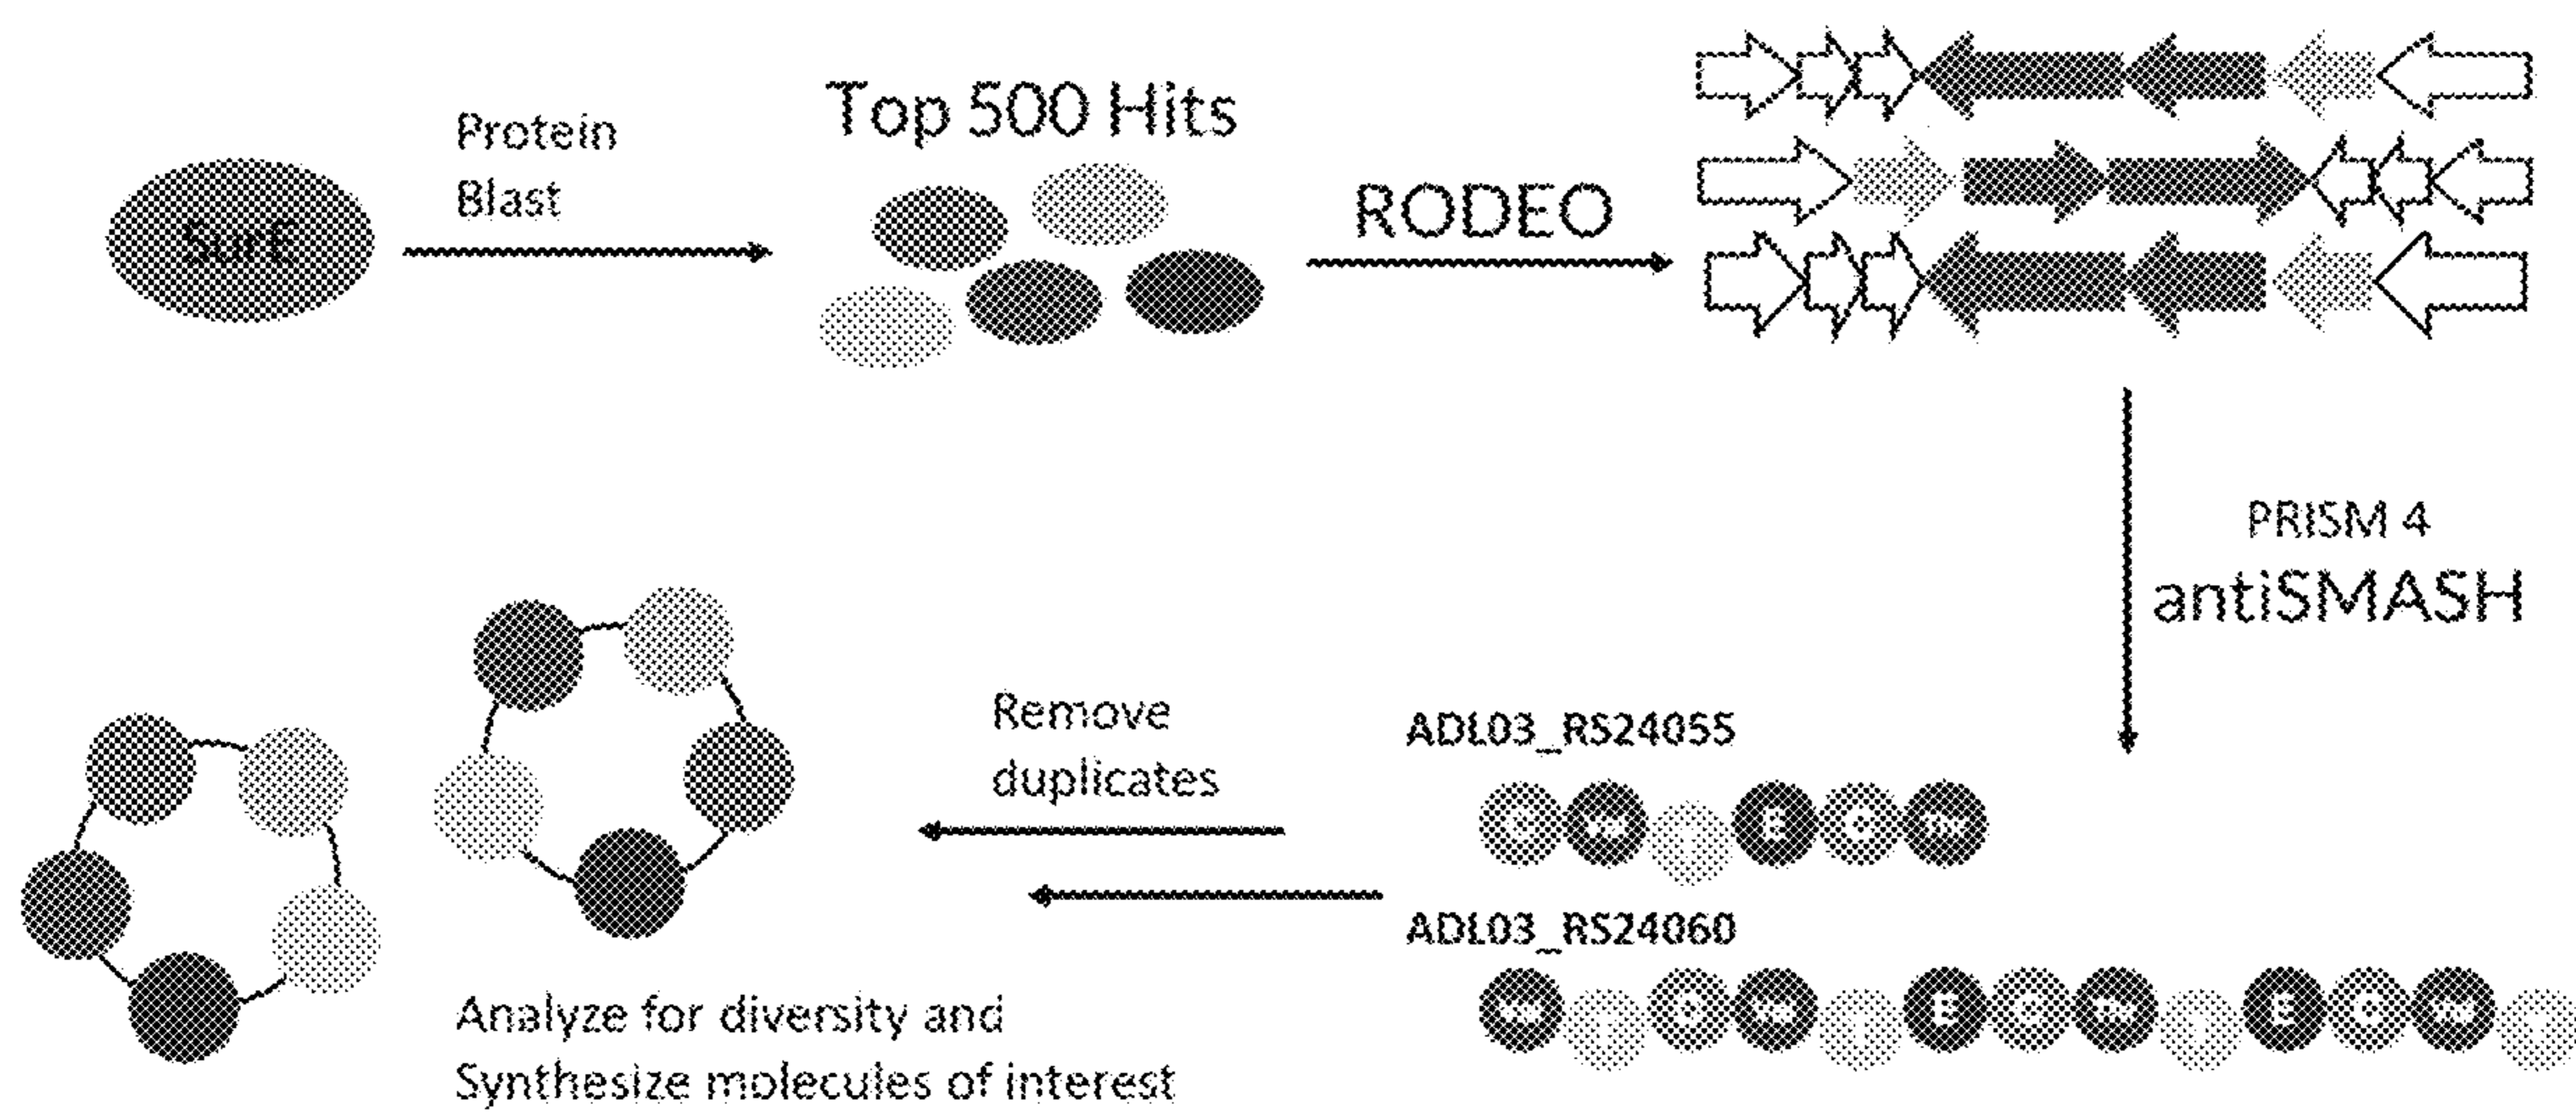 SurE
Protein
Blast
Top 500 Hits
RODEO
PRISM 4
antiSMASH
Remove
duplicates
ADL03_RS24055
C E C
ADL03_RS24060
C E C E C
Analyze for diversity and
Synthesize molecules of interest